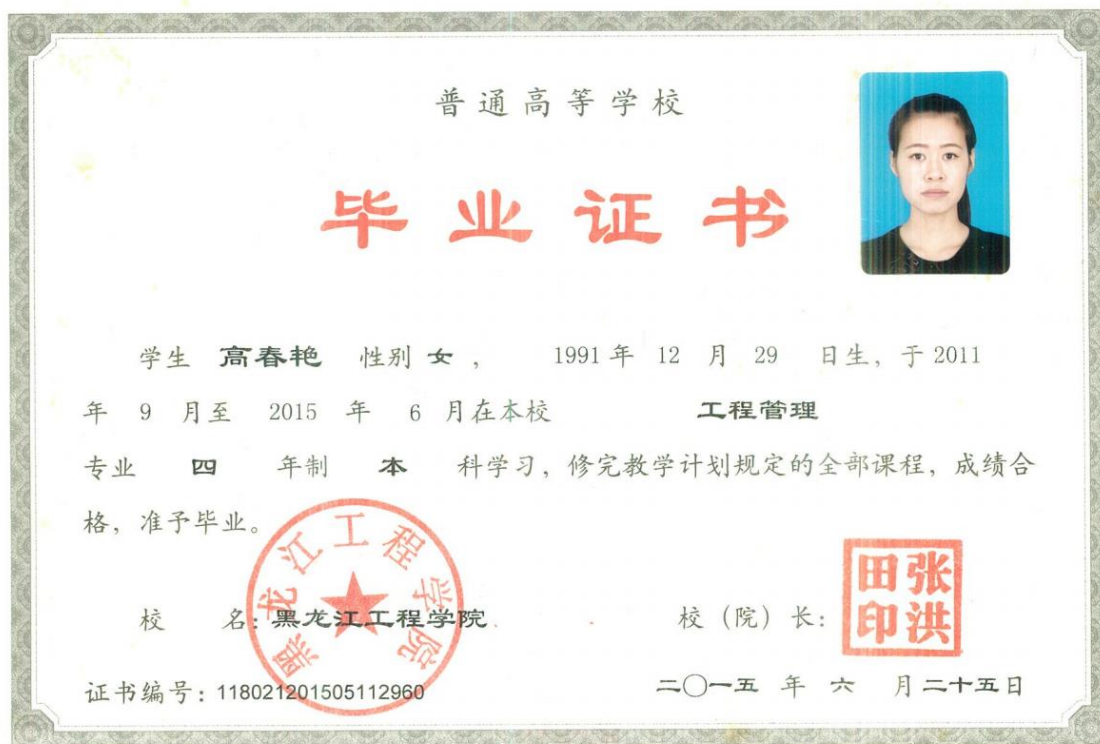 普通高等学校
毕业证书
学生 高春艳 性别 女 ， 1991 年 12 月 29 日生，于 2011
年 9 月至 2015 年 6 月在本校 工程管理
专业 四 年制 本 科学习，修完教学计划规定的全部课程，成绩合
格，准予毕业。
黑龙江工程学院
校 名：黑龙江工程学院 校（院）长：
张洪田印
证书编号：118021201505112960 二〇一五 年 六 月二十五日